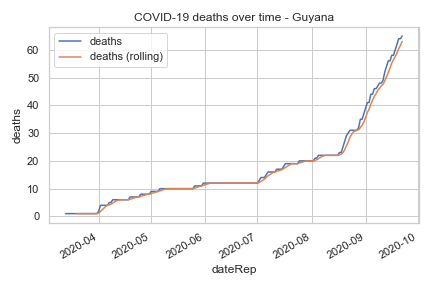 COVID-19 deaths over time - Guyana
deaths
deaths (rolling)
60
50
40
30
20
10
0
deaths
2020-04
2020-05
2020-06
2020-07
2020-08
2020-09
2020-10
dateRep